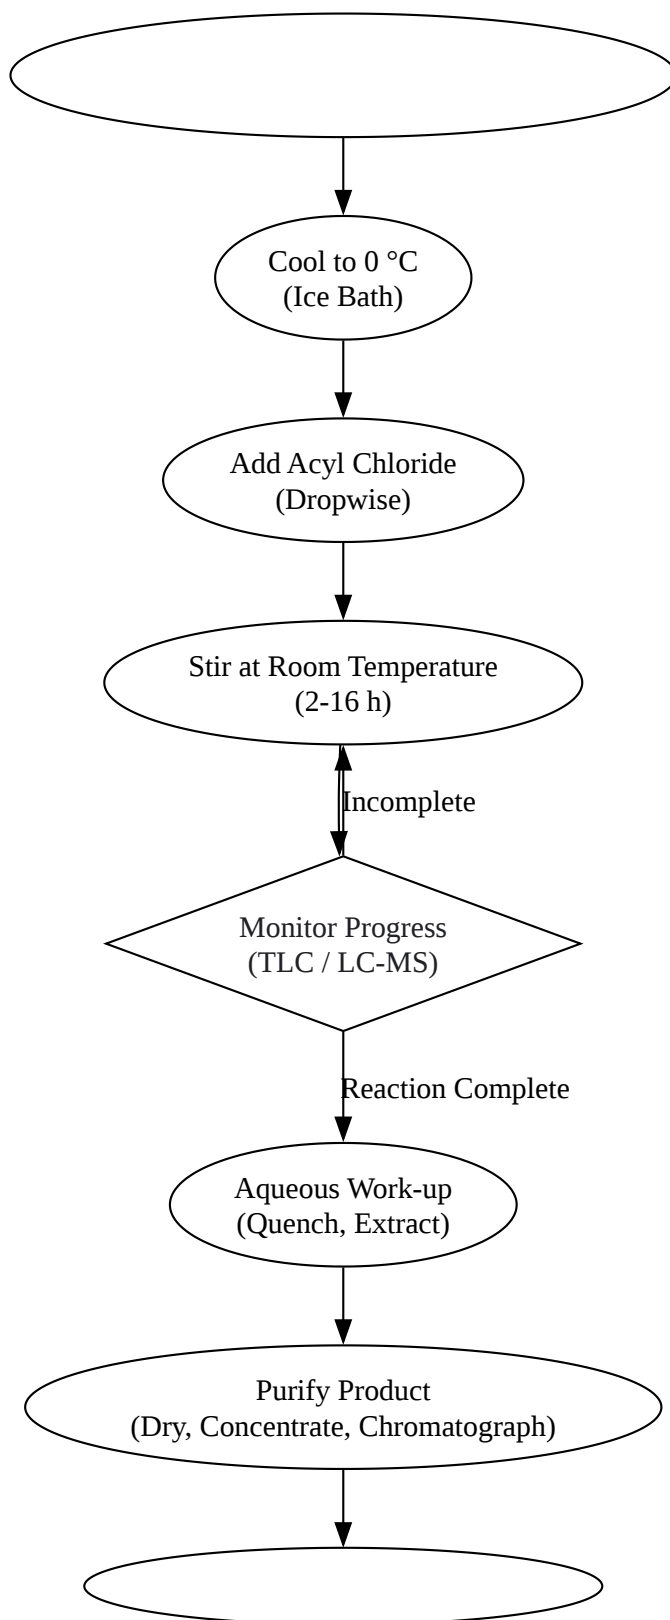 Cool to 0 °C
(Ice Bath)
Add Acyl Chloride
(Dropwise)
Stir at Room Temperature
(2-16 h)
Incomplete
Monitor Progress
(TLC / LC-MS)
Reaction Complete
Aqueous Work-up
(Quench, Extract)
Purify Product
(Dry, Concentrate, Chromatograph)